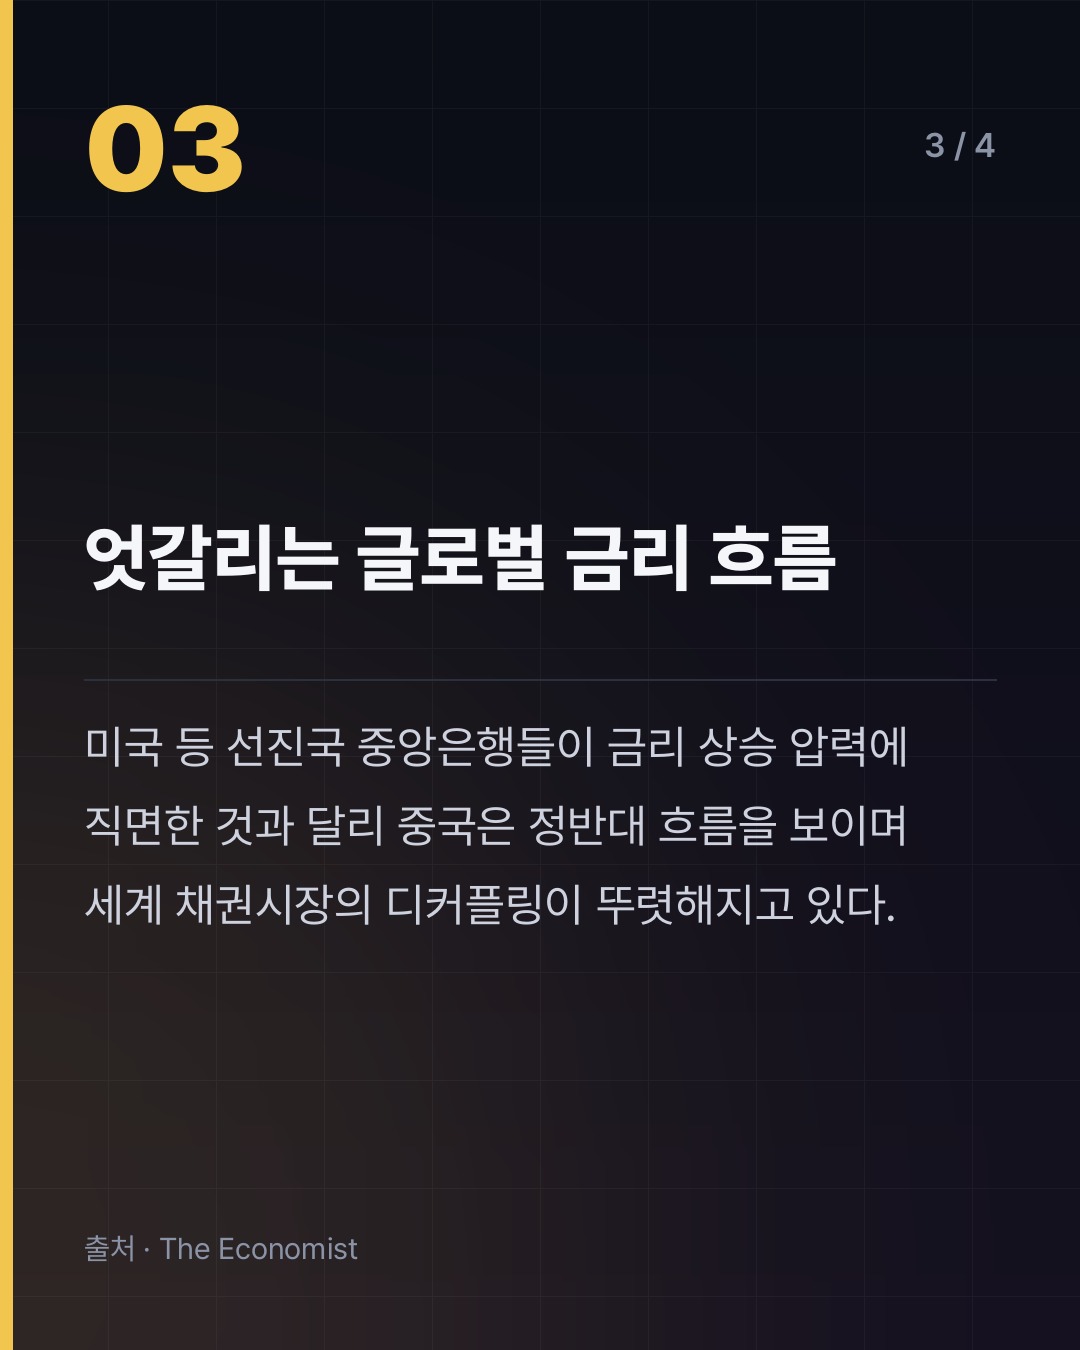 03
3 / 4
엇갈리는 글로벌 금리 흐름
미국 등 선진국 중앙은행들이 금리 상승 압력에
직면한 것과 달리 중국은 정반대 흐름을 보이며
세계 채권시장의 디커플링이 뚜렷해지고 있다.
출처 · The Economist